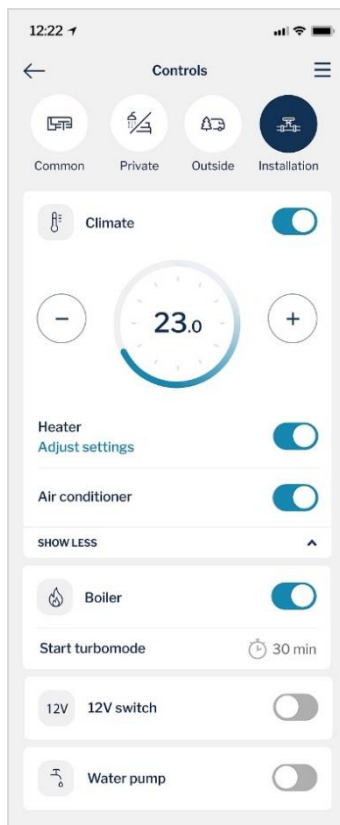 12:22
Controls
Common Private Outside Installation
Climate
23.0
Heater
Adjust settings
Air conditioner
SHOW LESS
Boiler
Start turbomode 30 min
12V 12V switch
Water pump